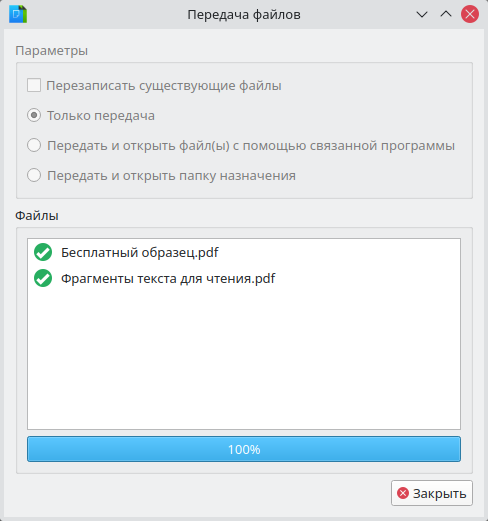 Передача файлов
Параметры
Перезаписать существующие файлы
Только передача
Передать и открыть файл(ы) с помощью связанной программы
Передать и открыть папку назначения
Файлы
Бесплатный образец.pdf
Фрагменты текста для чтения.pdf
100%
Закрыть